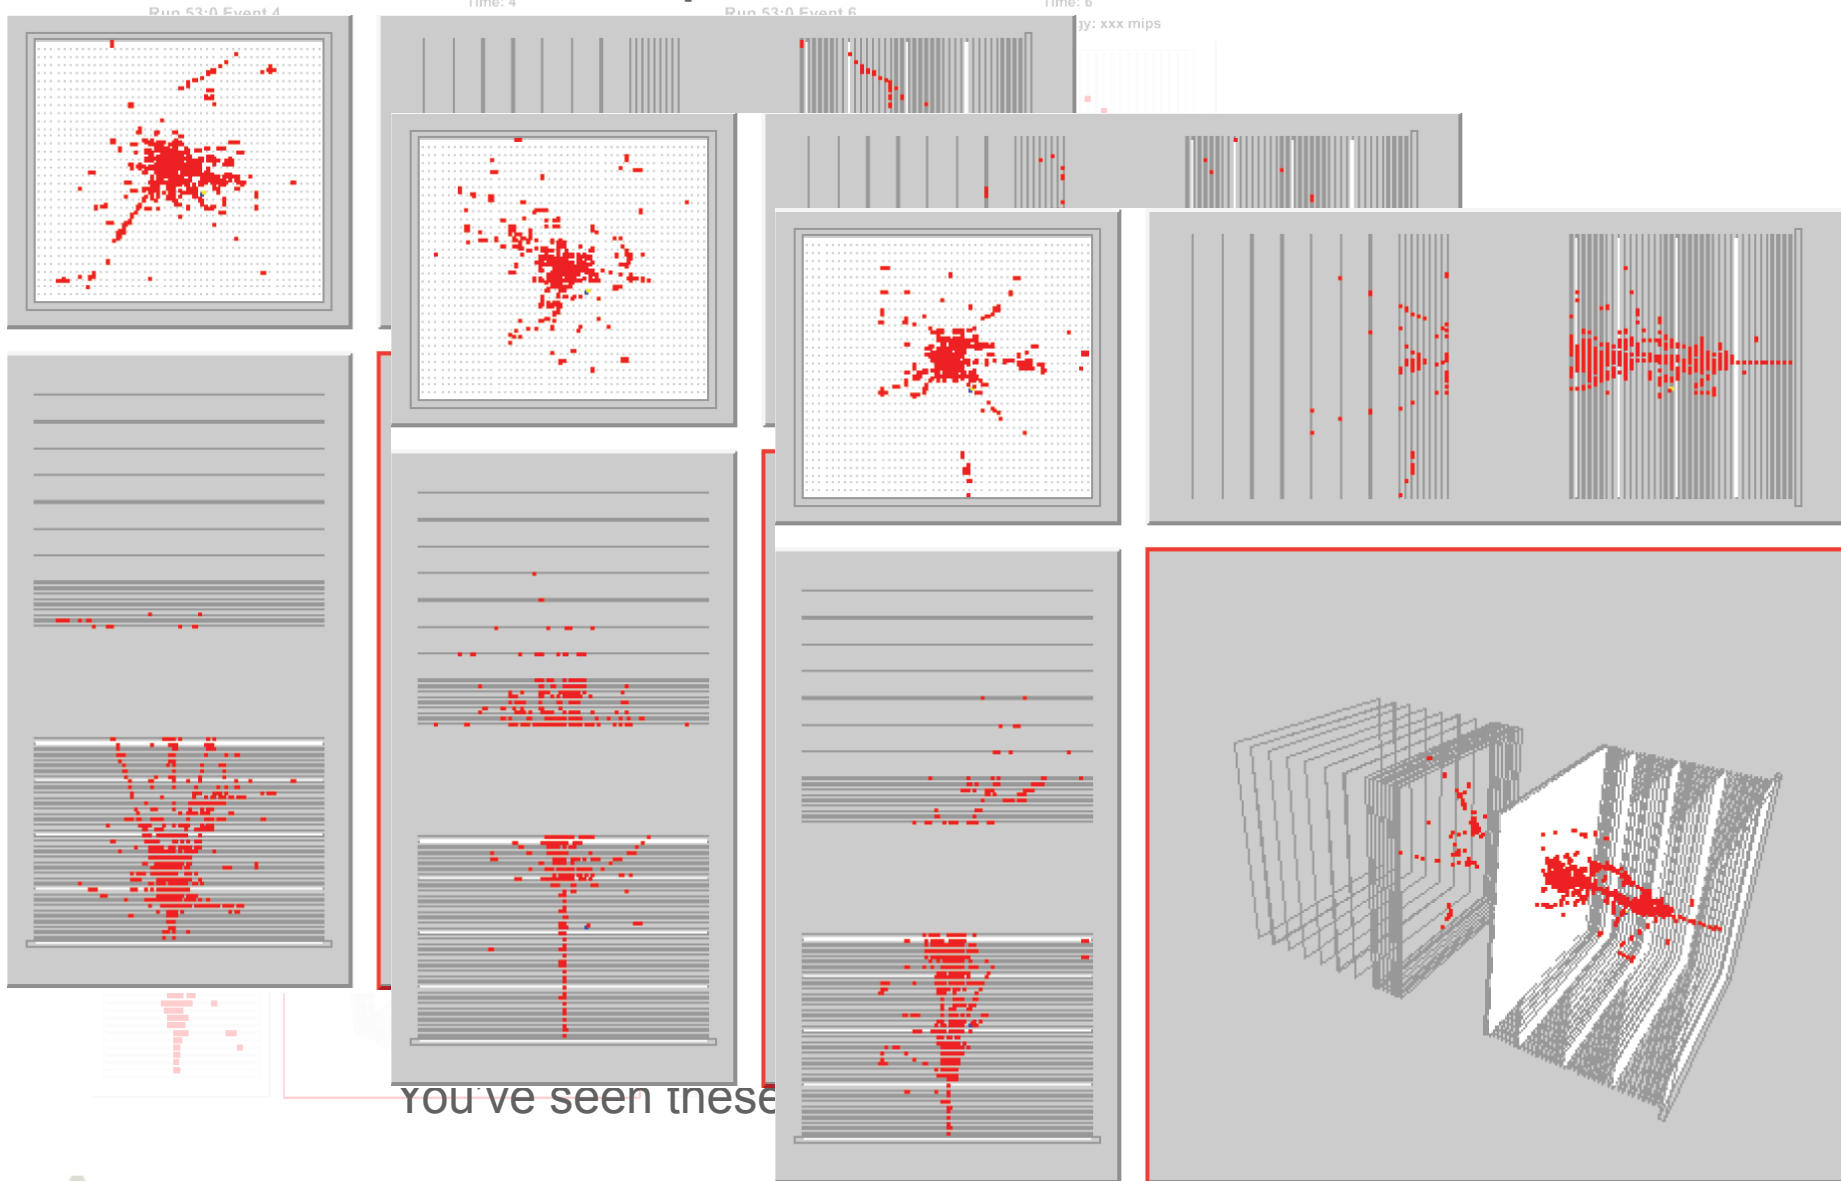 Time: 4
Time: 6
Run 53:0 Event 4
Run 53:0 Event 6
gy: xxx mips
You've seen these